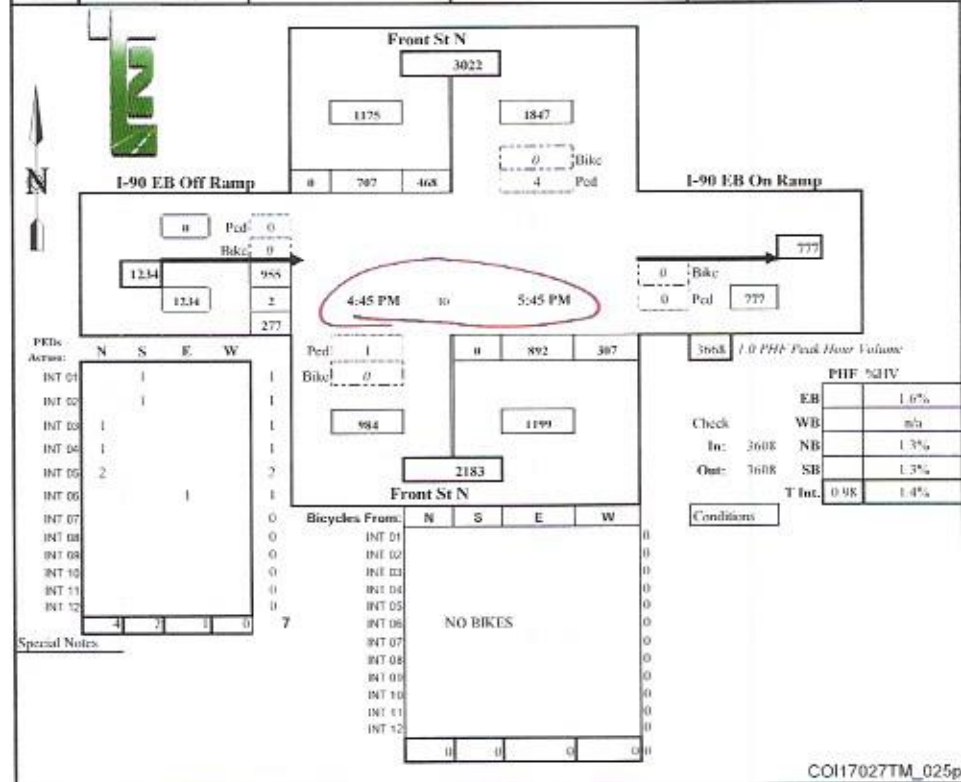 Front St N
3022
1175 1847
0 Bike
4 Ped
N
I-90 EB Off Ramp 0 707 468 I-90 EB On Ramp
0 Ped 0
Bike 0
777
1234 955
0 Bike
1234 2 4:45 PM to 5:45 PM 0 Ped 777
277
PEDs
Across: N S E W
Ped 1 0 892 307 3668 1.0 PHF Peak Hour Volume
Bike 0
PHF %HV
INT 01 1 1
INT 02 1 1
INT 03 1 1
INT 04 1 1
INT 05 2 2
INT 06 1 1
INT 07 0
INT 08 0
INT 09 0
INT 10 0
INT 11 0
INT 12 0
4 2 1 0 7
Special Notes
984 1199
2183
Front St N
EB 1.6%
Check WB n/a
In: 3608 NB 1.3%
Out: 3608 SB 1.3%
T Int. 0.98 1.4%
Conditions
Bicycles From: N S E W
INT 01 0
INT 02 0
INT 03 0
INT 04 0
INT 05 0
INT 06 NO BIKES 0
INT 07 0
INT 08 0
INT 09 0
INT 10 0
INT 11 0
INT 12 0
0 0 0 0 0
COI17027TM_025p